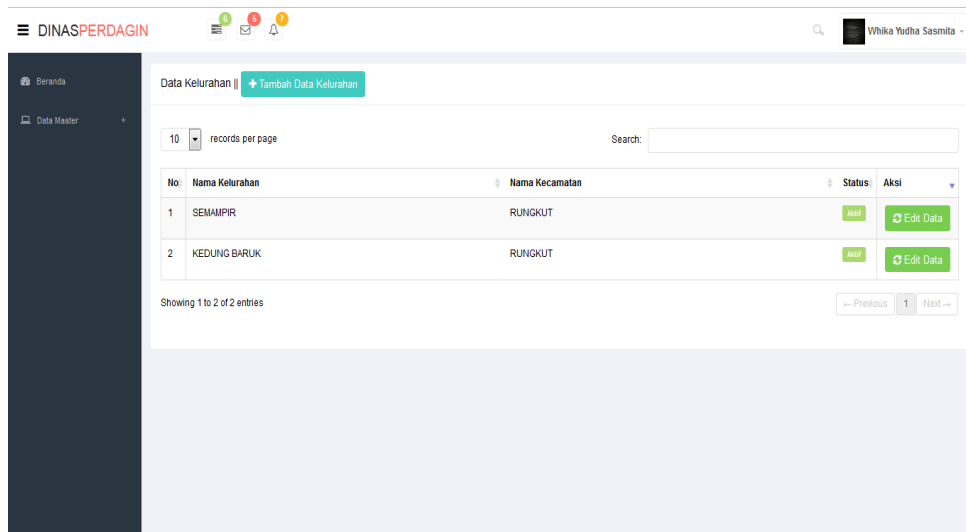 DINASPERDAGIN 6 5 7 Whika Yudha Sasmita
Beranda
Data Master +
Data Kelurahan || + Tambah Data Kelurahan
10 records per page Search:
No Nama Kelurahan Nama Kecamatan Status Aksi
1 SEMAMPIR RUNGKUT Aktif Edit Data
2 KEDUNG BARUK RUNGKUT Aktif Edit Data
Showing 1 to 2 of 2 entries ← Previous 1 Next →